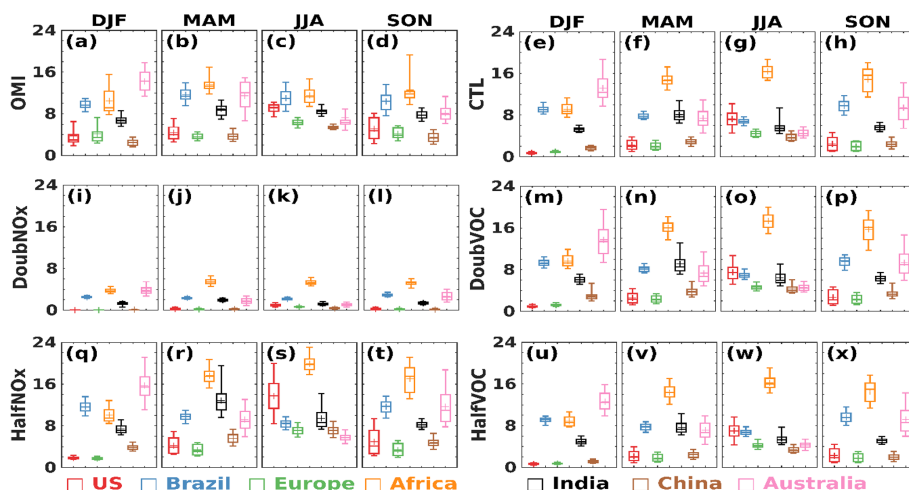 DJF MAM JJA SON DJF MAM JJA SON
24 (a) (b) (c) (d) 24 (e) (f) (g) (h)
16 16
OMI CTL
8 8
0 0
24 (i) (j) (k) (l) 24 (m) (n) (o) (p)
16 16
DoubNOx DoubVOC
8 8
0 0
24 (q) (r) (s) (t) 24 (u) (v) (w) (x)
16 16
HalfNOx HalfVOC
8 8
0 0
US Brazil Europe Africa India China Australia